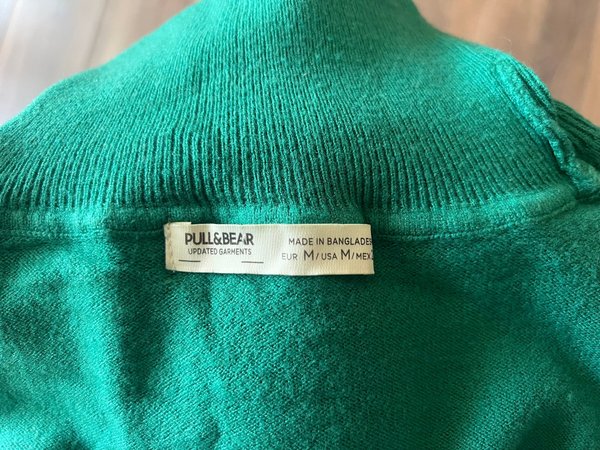 PULL&BEAR
UPDATED GARMENTS
MADE IN BANGLADES
EUR M/USA M/MEX.